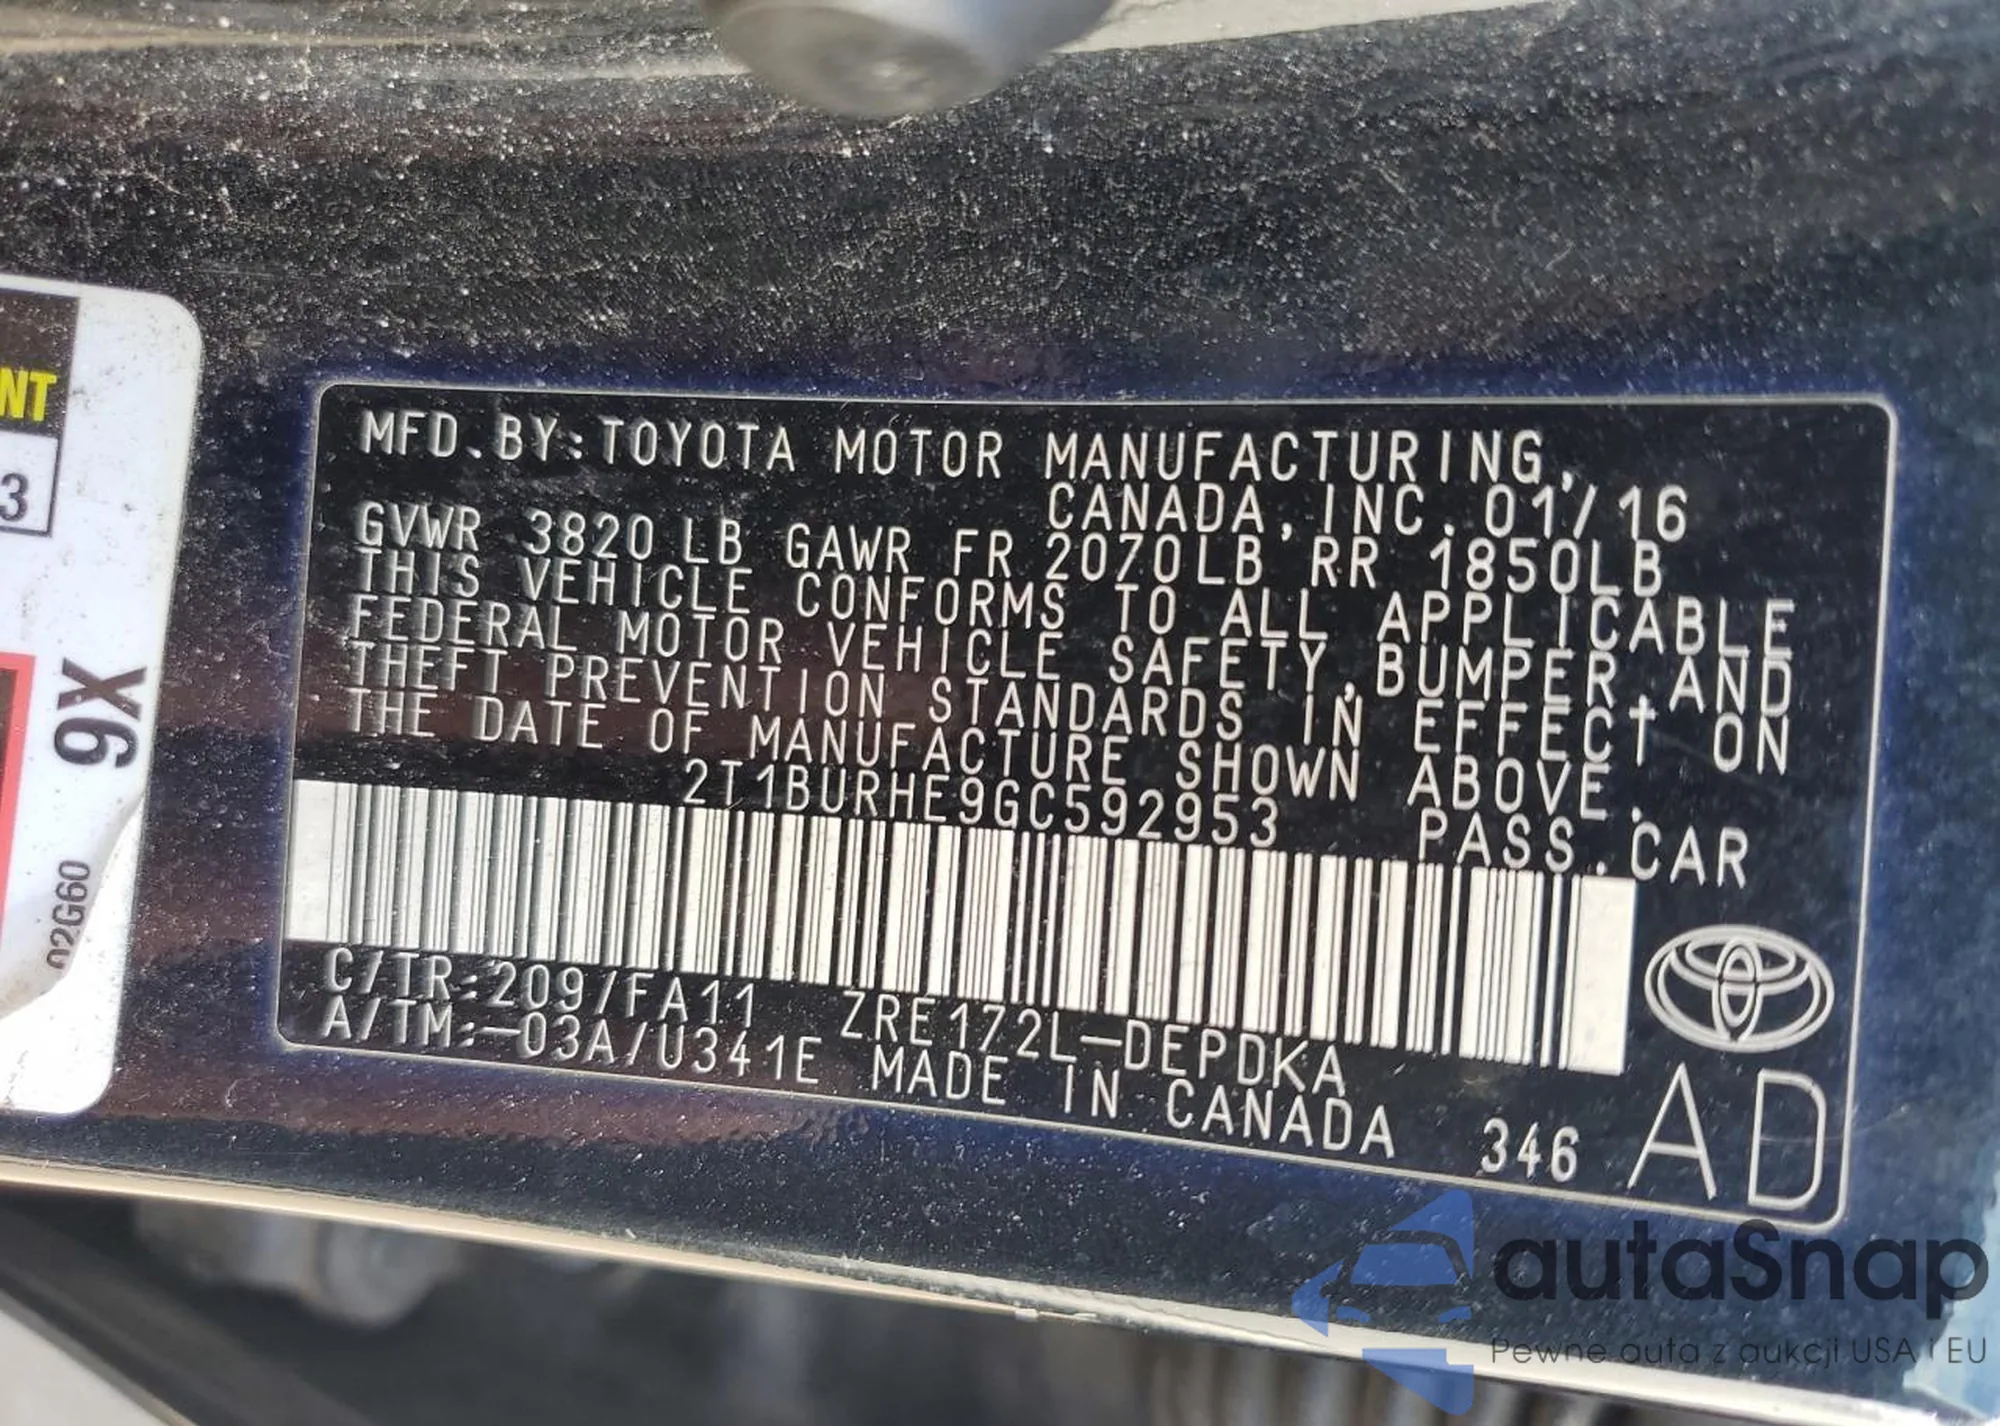 MFD.BY:TOYOTA MOTOR MANUFACTURING,
CANADA, INC. 01/16
GVWR 3820 LB GAWR FR 2070LB RR 1850LB
THIS VEHICLE CONFORMS TO ALL APPLICABLE
FEDERAL MOTOR VEHICLE SAFETY, BUMPER, AND
THEFT PREVENTION STANDARDS IN EFFECT ON
THE DATE OF MANUFACTURE SHOWN ABOVE.
2T1BURHE9GC592953 PASS.CAR
C/TR:209/FA11 ZRE172L-DEPDKA
A/TM:-03A/U341E MADE IN CANADA 346 AD
NT
3
9X
02G60
autaSnap
Pewne auta z aukcji USA i EU